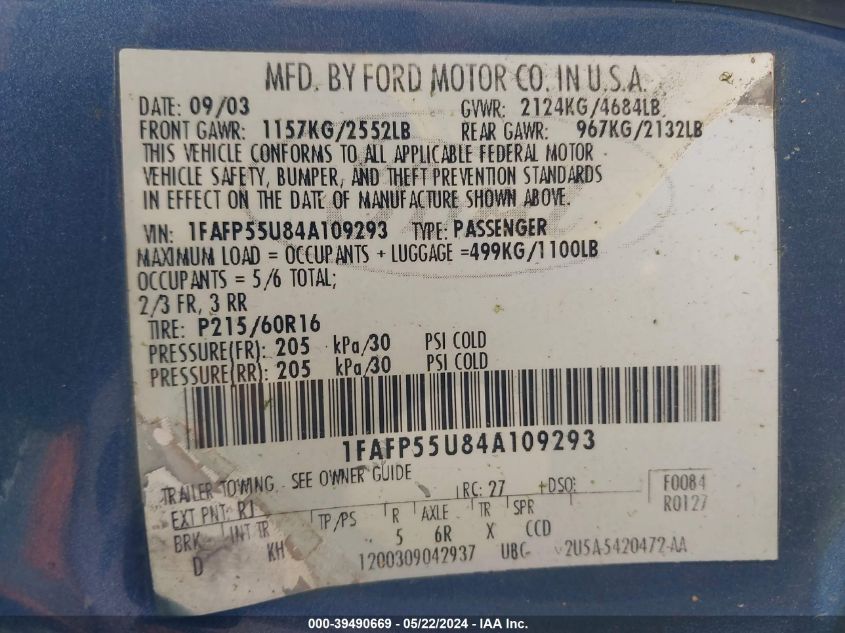 MFD. BY FORD MOTOR CO. IN U.S.A.
DATE: 09/03 GVWR: 2124KG/4684LB
FRONT GAWR: 1157KG/2552LB REAR GAWR: 967KG/2132LB
THIS VEHICLE CONFORMS TO ALL APPLICABLE FEDERAL MOTOR
VEHICLE SAFETY, BUMPER, AND THEFT PREVENTION STANDARDS
IN EFFECT ON THE DATE OF MANUFACTURE SHOWN ABOVE.
VIN: 1FAFP55U84A109293 TYPE: PASSENGER
MAXIMUM LOAD = OCCUPANTS + LUGGAGE =499KG/1100LB
OCCUPANTS = 5/6 TOTAL;
2/3 FR, 3 RR
TIRE: P215/60R16
PRESSURE(FR): 205 kPa/30 PSI COLD
PRESSURE(RR): 205 kPa/30 PSI COLD
1FAFP55U84A109293
TRAILER TOWING - SEE OWNER GUIDE
EXT PNT: RJ RC: 27 DSO: F0084
R0127
BRK INT TR TP/PS R AXLE TR SPR
D KH 5 6R X CCD
1200309042937 UBC- 2U5A-5420472-AA
000-39490669 - 05/22/2024 - IAA Inc.